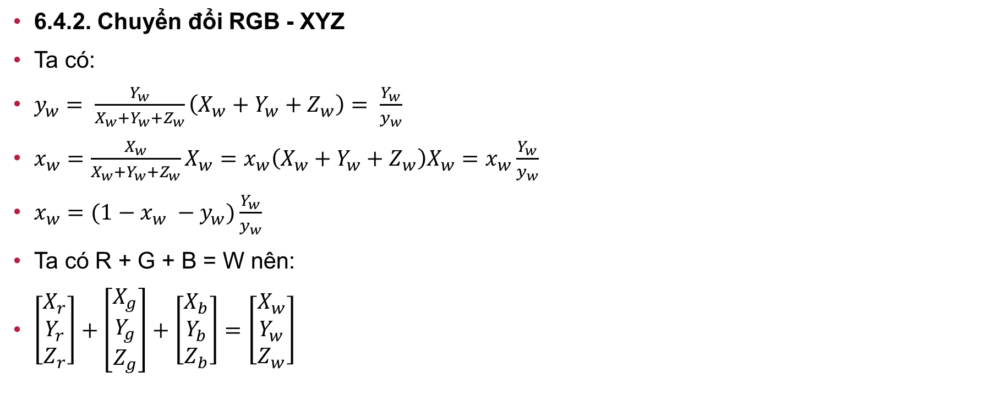 • 6.4.2. Chuyển đổi RGB - XYZ
• Ta có:
• $y_w = \frac{Y_w}{X_w+Y_w+Z_w}(X_w + Y_w + Z_w) = \frac{Y_w}{y_w}$
• $x_w = \frac{X_w}{X_w+Y_w+Z_w}X_w = x_w(X_w + Y_w + Z_w)X_w = x_w\frac{Y_w}{y_w}$
• $x_w = (1 - x_w - y_w)\frac{Y_w}{y_w}$
• Ta có R + G + B = W nên:
• $\begin{bmatrix} X_r \\ Y_r \\ Z_r \end{bmatrix} + \begin{bmatrix} X_g \\ Y_g \\ Z_g \end{bmatrix} + \begin{bmatrix} X_b \\ Y_b \\ Z_b \end{bmatrix} = \begin{bmatrix} X_w \\ Y_w \\ Z_w \end{bmatrix}$